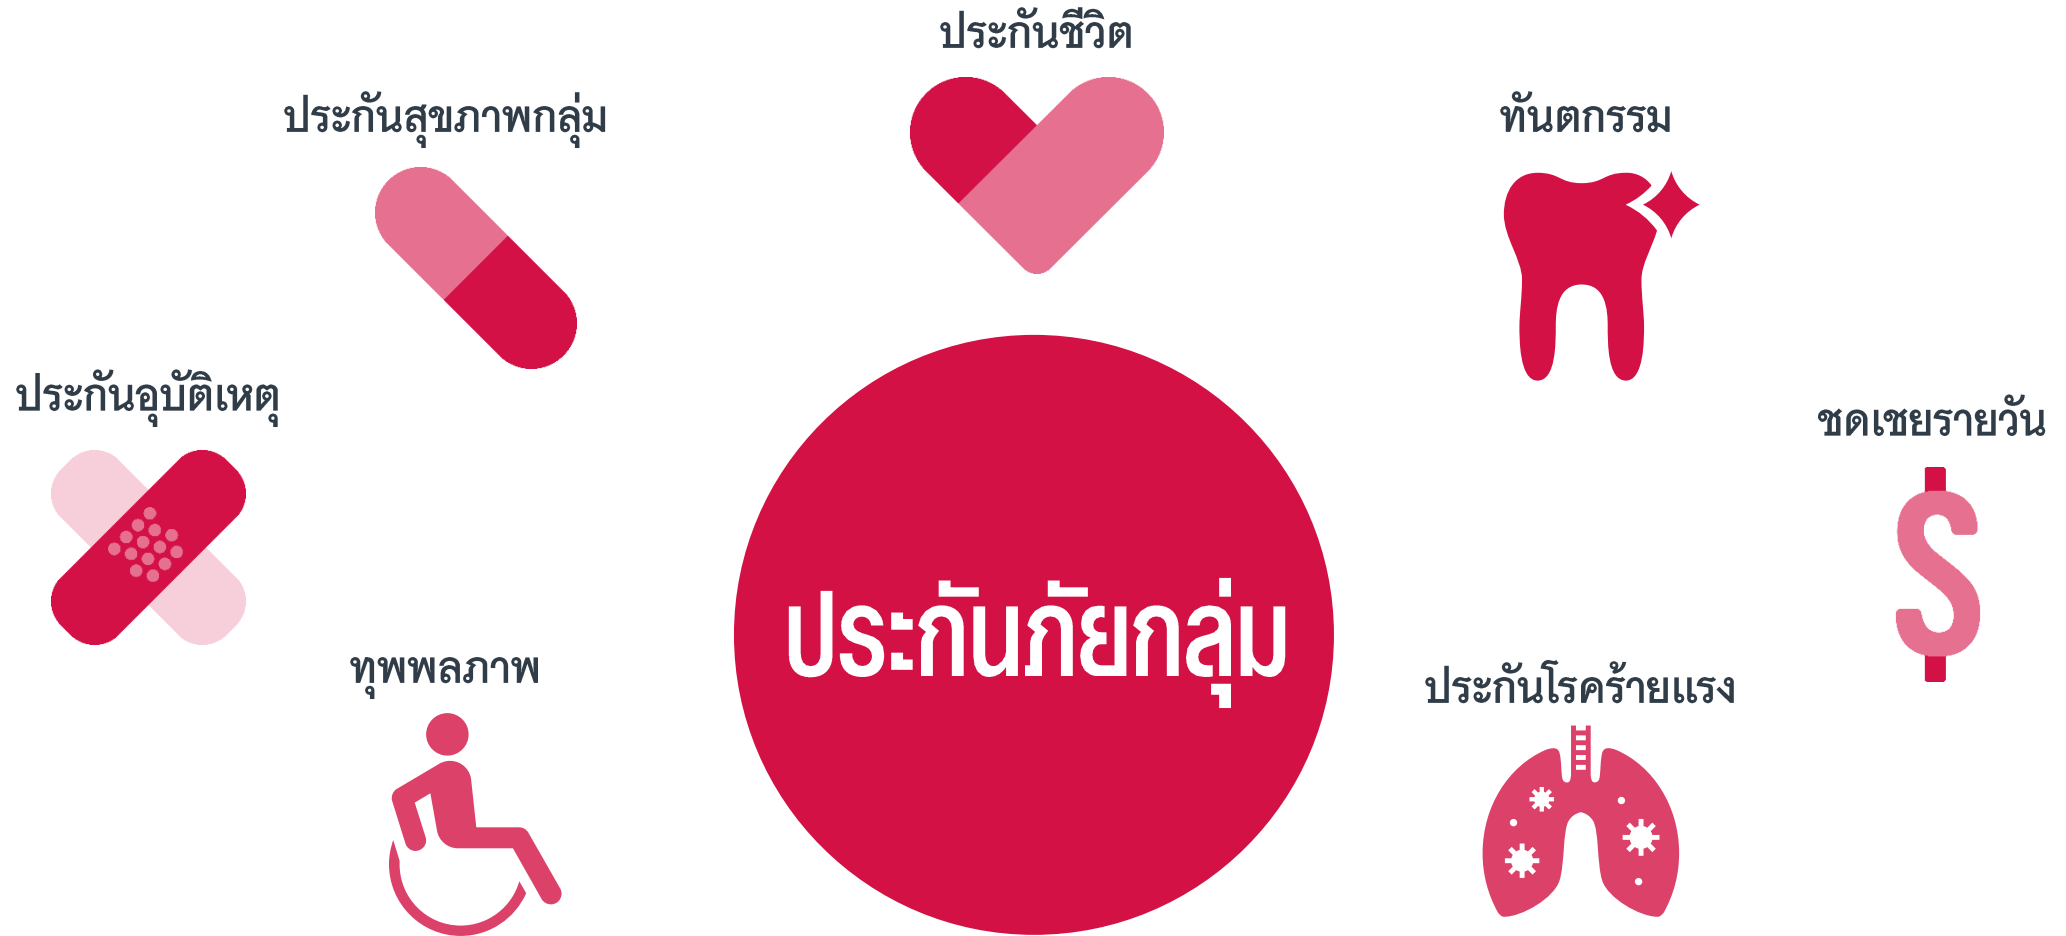 ประกันชีวิต
ประกันสุขภาพกลุ่ม
ทันตกรรม
ประกันอุบัติเหตุ
ชดเชยรายวัน
ประกันภัยกลุ่ม
ทุพพลภาพ
ประกันโรคร้ายแรง